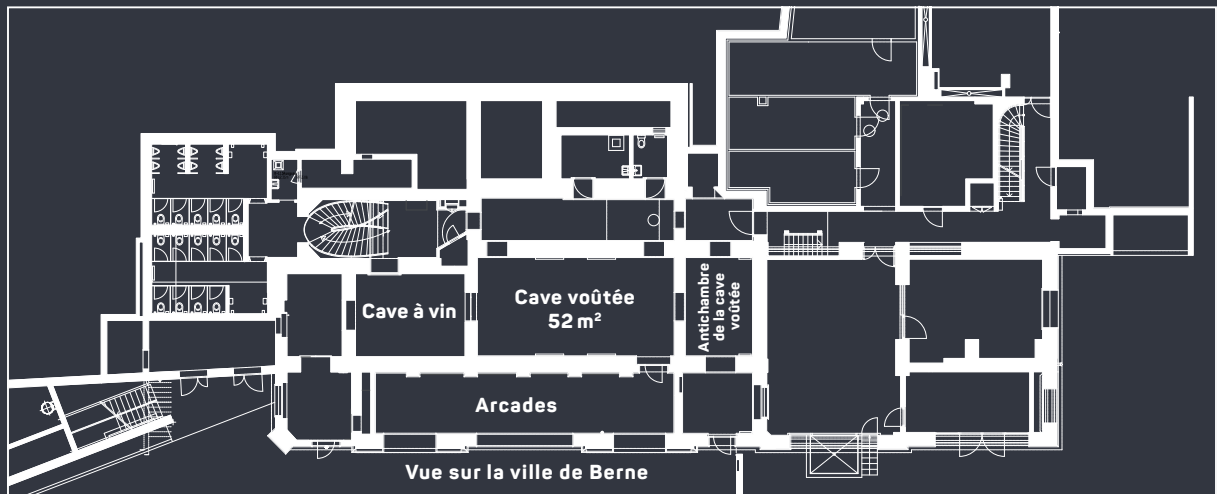 Cave à vin
Cave voûtée
52 m²
Antichambre
de la cave
voûtée
Arcades
Vue sur la ville de Berne